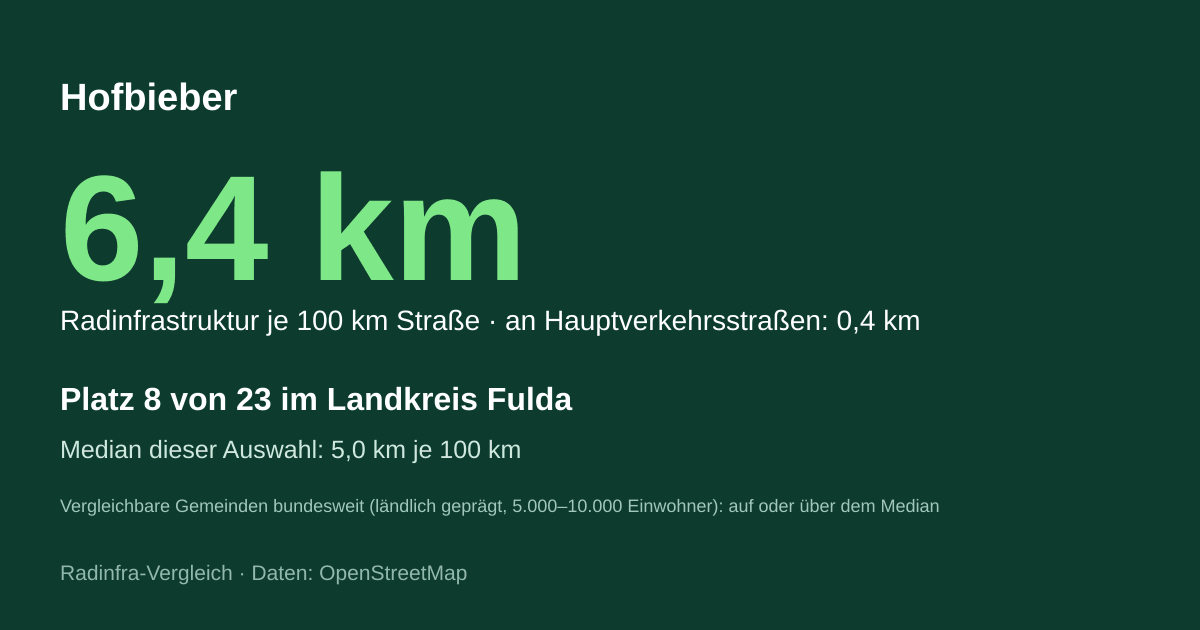 Hofbieber
6,4 km
Radinfrastruktur je 100 km Straße · an Hauptverkehrsstraßen: 0,4 km
Platz 8 von 23 im Landkreis Fulda
Median dieser Auswahl: 5,0 km je 100 km
Vergleichbare Gemeinden bundesweit (ländlich geprägt, 5.000–10.000 Einwohner): auf oder über dem Median
Radinfra-Vergleich · Daten: OpenStreetMap